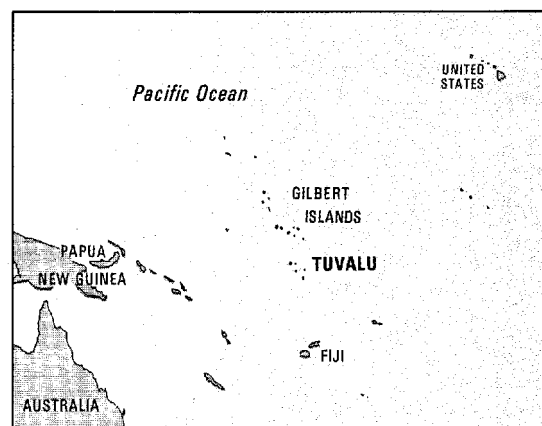 UNITED
STATES
Pacific Ocean
GILBERT
ISLANDS
PAPUA
NEW GUINEA
TUVALU
FIJI
AUSTRALIA